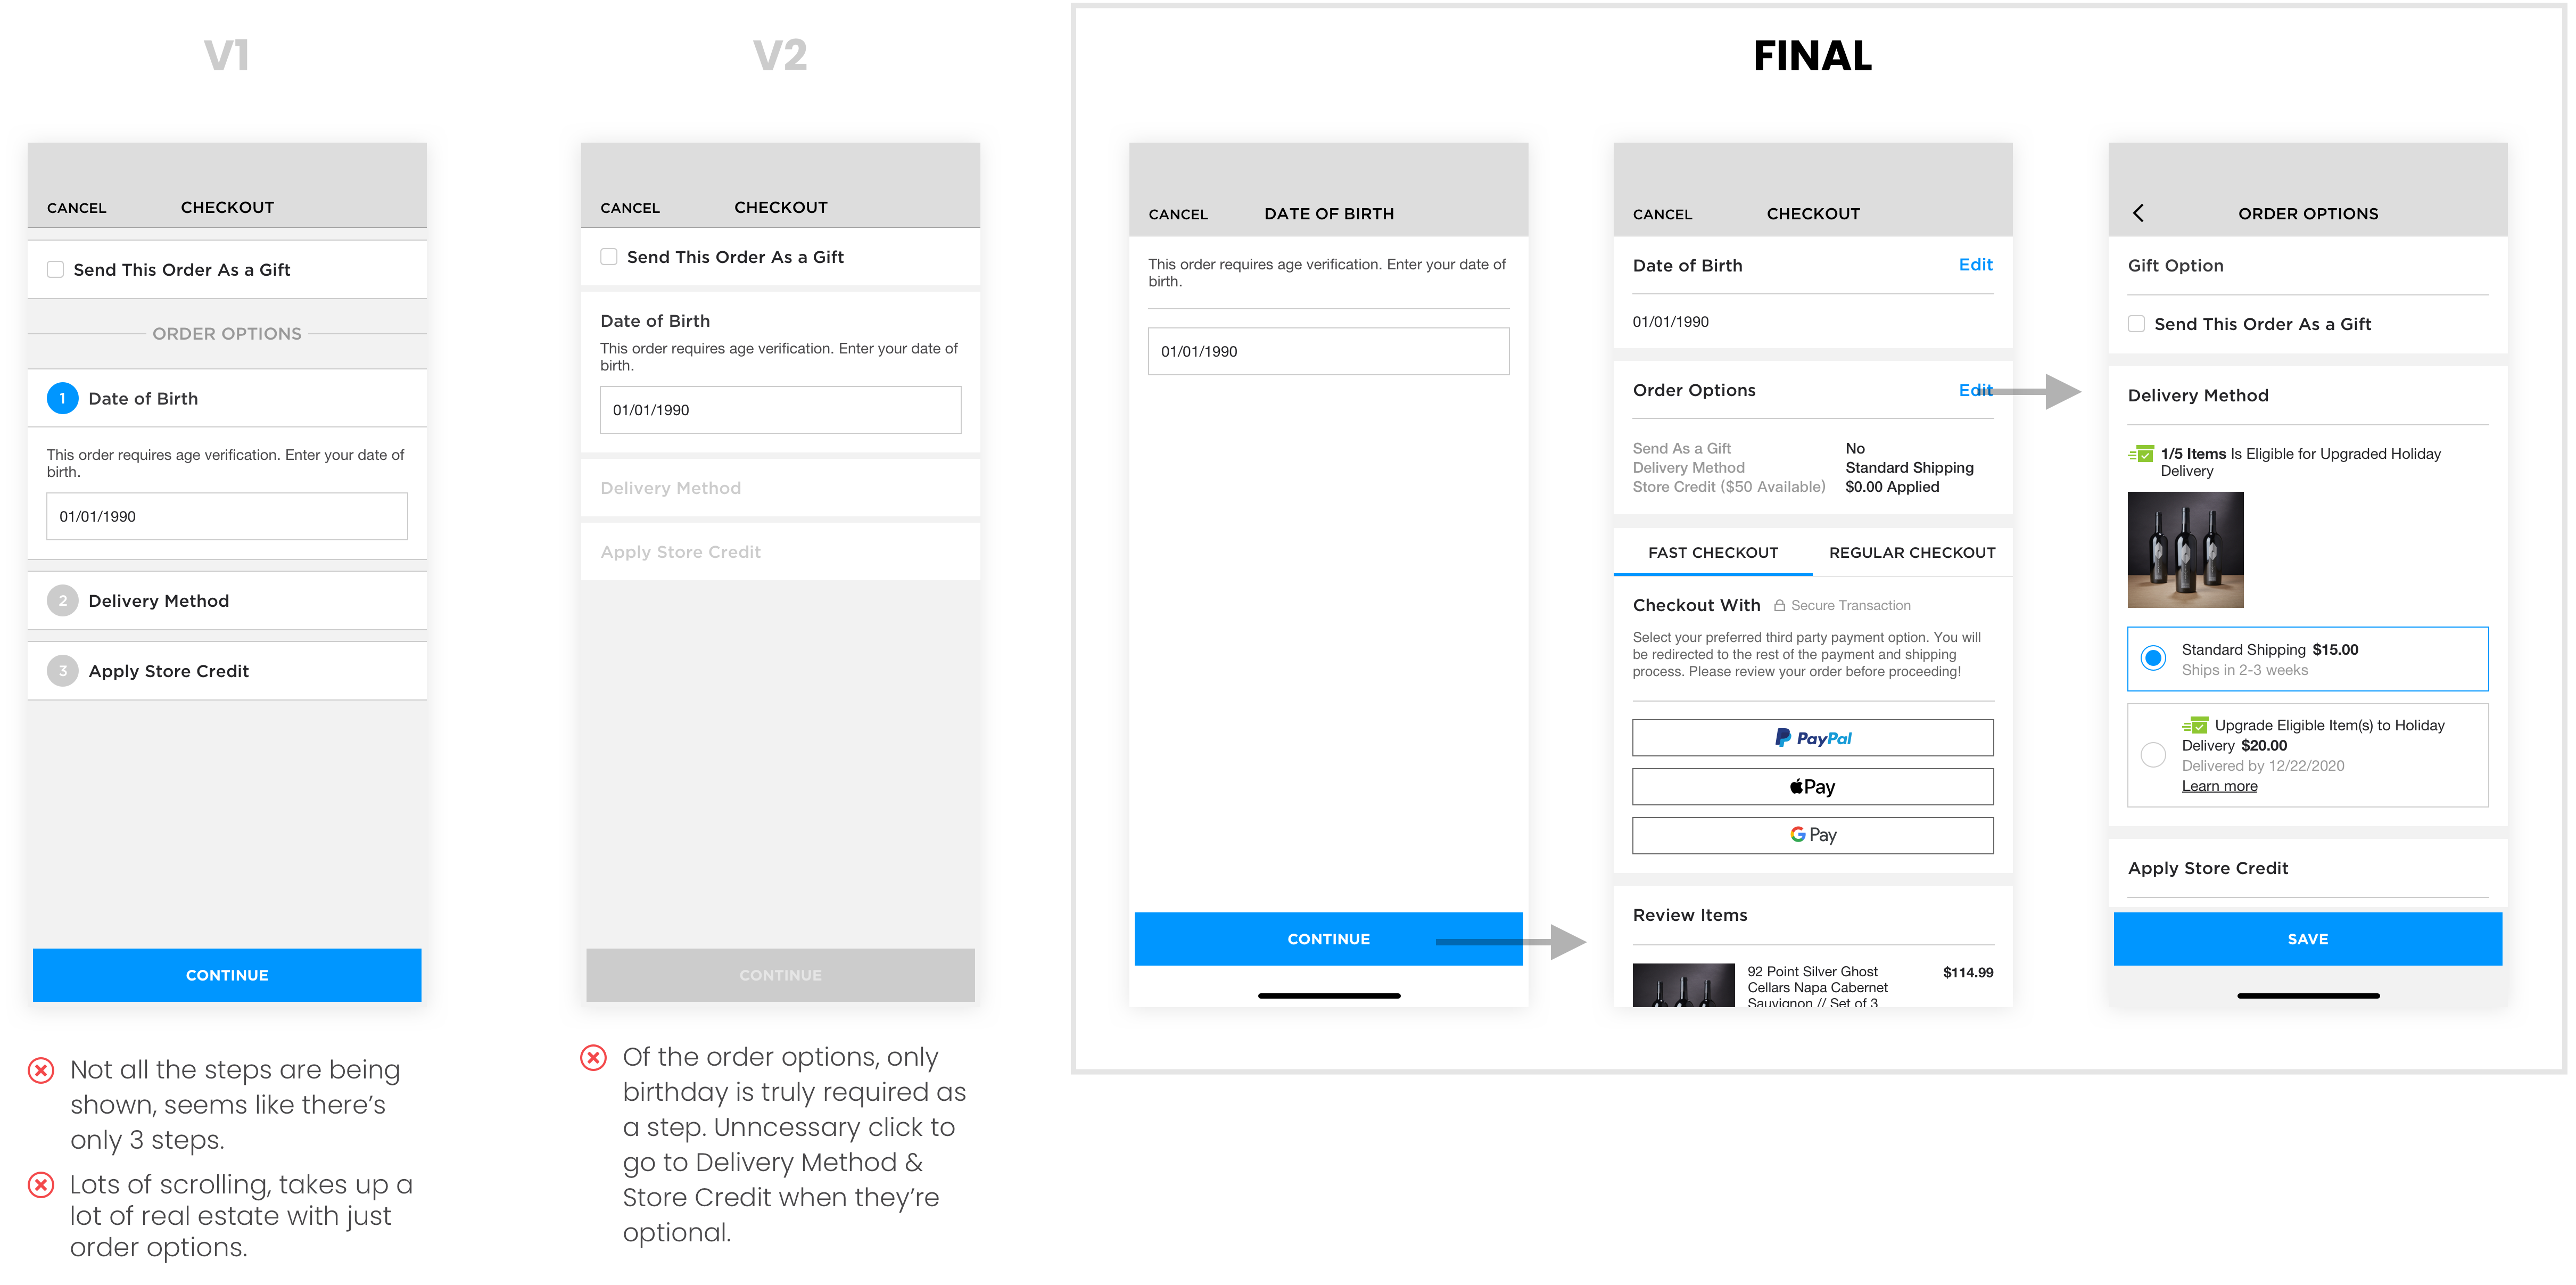 V1
CANCEL
CHECKOUT
Send This Order As a Gift
ORDER OPTIONS
1
Date of Birth
This order requires age verification. Enter your date of
birth.
01/01/1990
2
Delivery Method
3
Apply Store Credit
CONTINUE
Not all the steps are being
shown, seems like there's
only 3 steps.
Lots of scrolling, takes up a
lot of real estate with just
order options.
V2
CANCEL
CHECKOUT
Send This Order As a Gift
Date of Birth
This order requires age verification. Enter your date of
birth.
01/01/1990
Delivery Method
Apply Store Credit
CONTINUE
Of the order options, only
birthday is truly required as
a step. Unncessary click to
go to Delivery Method &
Store Credit when they're
optional.
FINAL
CANCEL
DATE OF BIRTH
This order requires age verification. Enter your date of
birth.
01/01/1990
CONTINUE
CANCEL
CHECKOUT
Date of Birth
Edit
01/01/1990
Order Options
Edit
Send As a Gift No
Delivery Method Standard Shipping
Store Credit ($50 Available) $0.00 Applied
FAST CHECKOUT
REGULAR CHECKOUT
Checkout With
Secure Transaction
Select your preferred third party payment option. You will
be redirected to the rest of the payment and shipping
process. Please review your order before proceeding!
PayPal
Pay
G Pay
Review Items
92 Point Silver Ghost
Cellars Napa Cabernet
Sauvignon // Set of 3
$114.99
ORDER OPTIONS
Gift Option
Send This Order As a Gift
Delivery Method
1/5 Items Is Eligible for Upgraded Holiday
Delivery
Standard Shipping $15.00
Ships in 2-3 weeks
Upgrade Eligible Item(s) to Holiday
Delivery $20.00
Delivered by 12/22/2020
Learn more
Apply Store Credit
SAVE